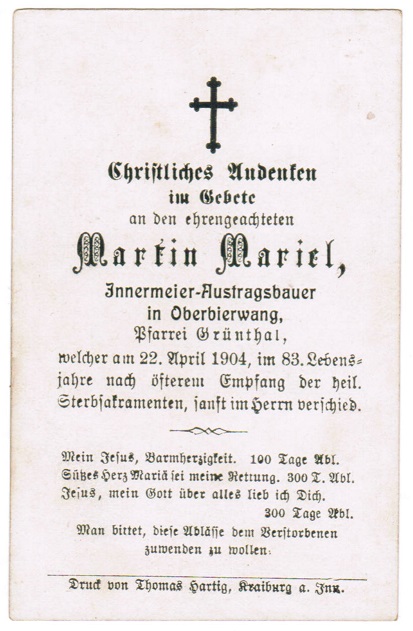 Christliches Andenken
im Gebete
an den ehrengeachteten
Martin Mariel,
Innermeier-Austragsbauer
in Oberbierwang,
Pfarrei Grünthal,
welcher am 22. April 1904, im 83. Lebens-
jahre nach öfterem Empfang der heil.
Sterbsakramenten, sanft im Herrn verschied.
Mein Jesus, Barmherzigkeit. 100 Tage Abl.
Süßes Herz Mariä sei meine Rettung. 300 T. Abl.
Jesus, mein Gott über alles lieb ich Dich.
300 Tage Abl.
Man bittet, diese Ablässe dem Verstorbenen
zuwenden zu wollen.
Druck von Thomas Hartig, Kraiburg a. Inn.